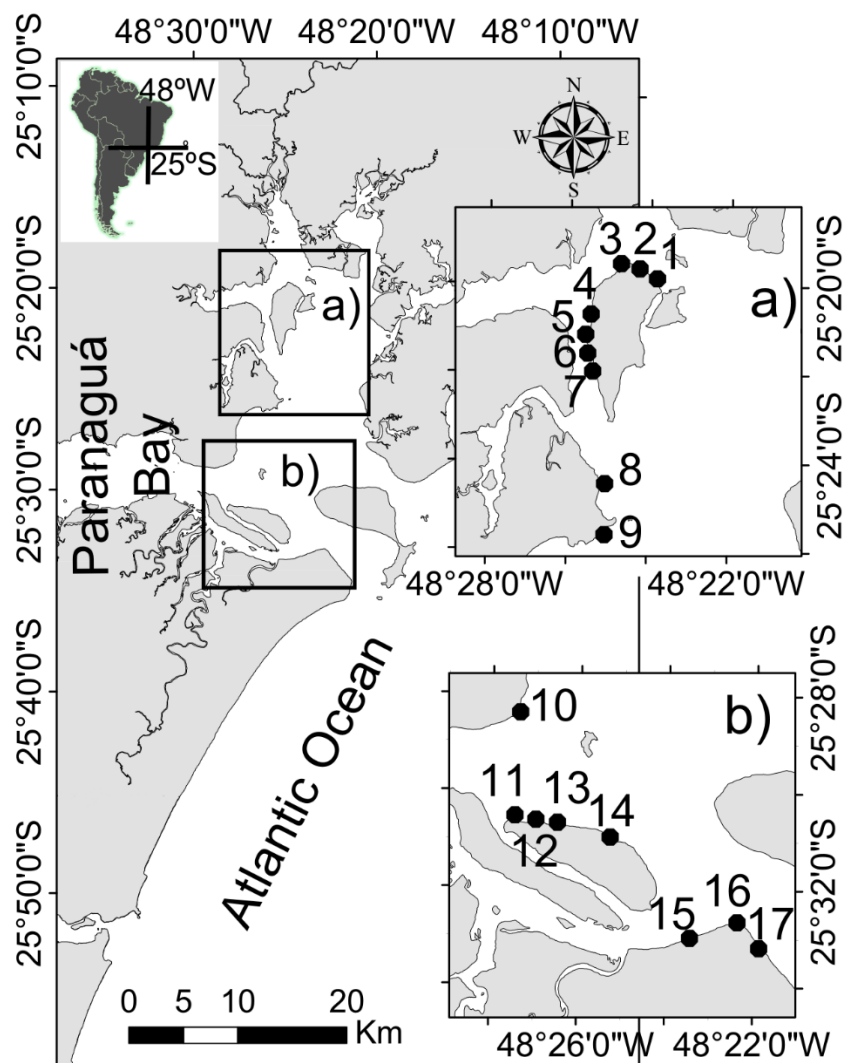 48°30'0"W 48°20'0"W 48°10'0"W
25°10'0"S
25°20'0"S
25°30'0"S
25°40'0"S
25°50'0"S
48ºW
25ºS
N
W E
S
Paranaguá
Bay
a)
b)
Atlantic Ocean
0 5 10 20
Km
a)
3 2 1
4
5
6
7
8
9
25°20'0"S
25°24'0"S
48°28'0"W 48°22'0"W
b)
10
11 13
14
12
16
15 17
25°28'0"S
25°32'0"S
48°26'0"W 48°22'0"W